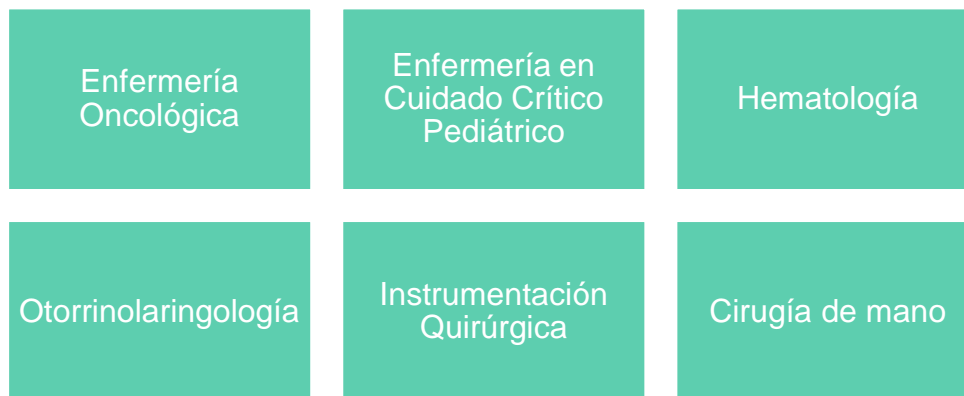 Enfermería
Oncológica
Enfermería en
Cuidado Crítico
Pediátrico
Hematología
Otorrinolaringología
Instrumentación
Quirúrgica
Cirugía de mano